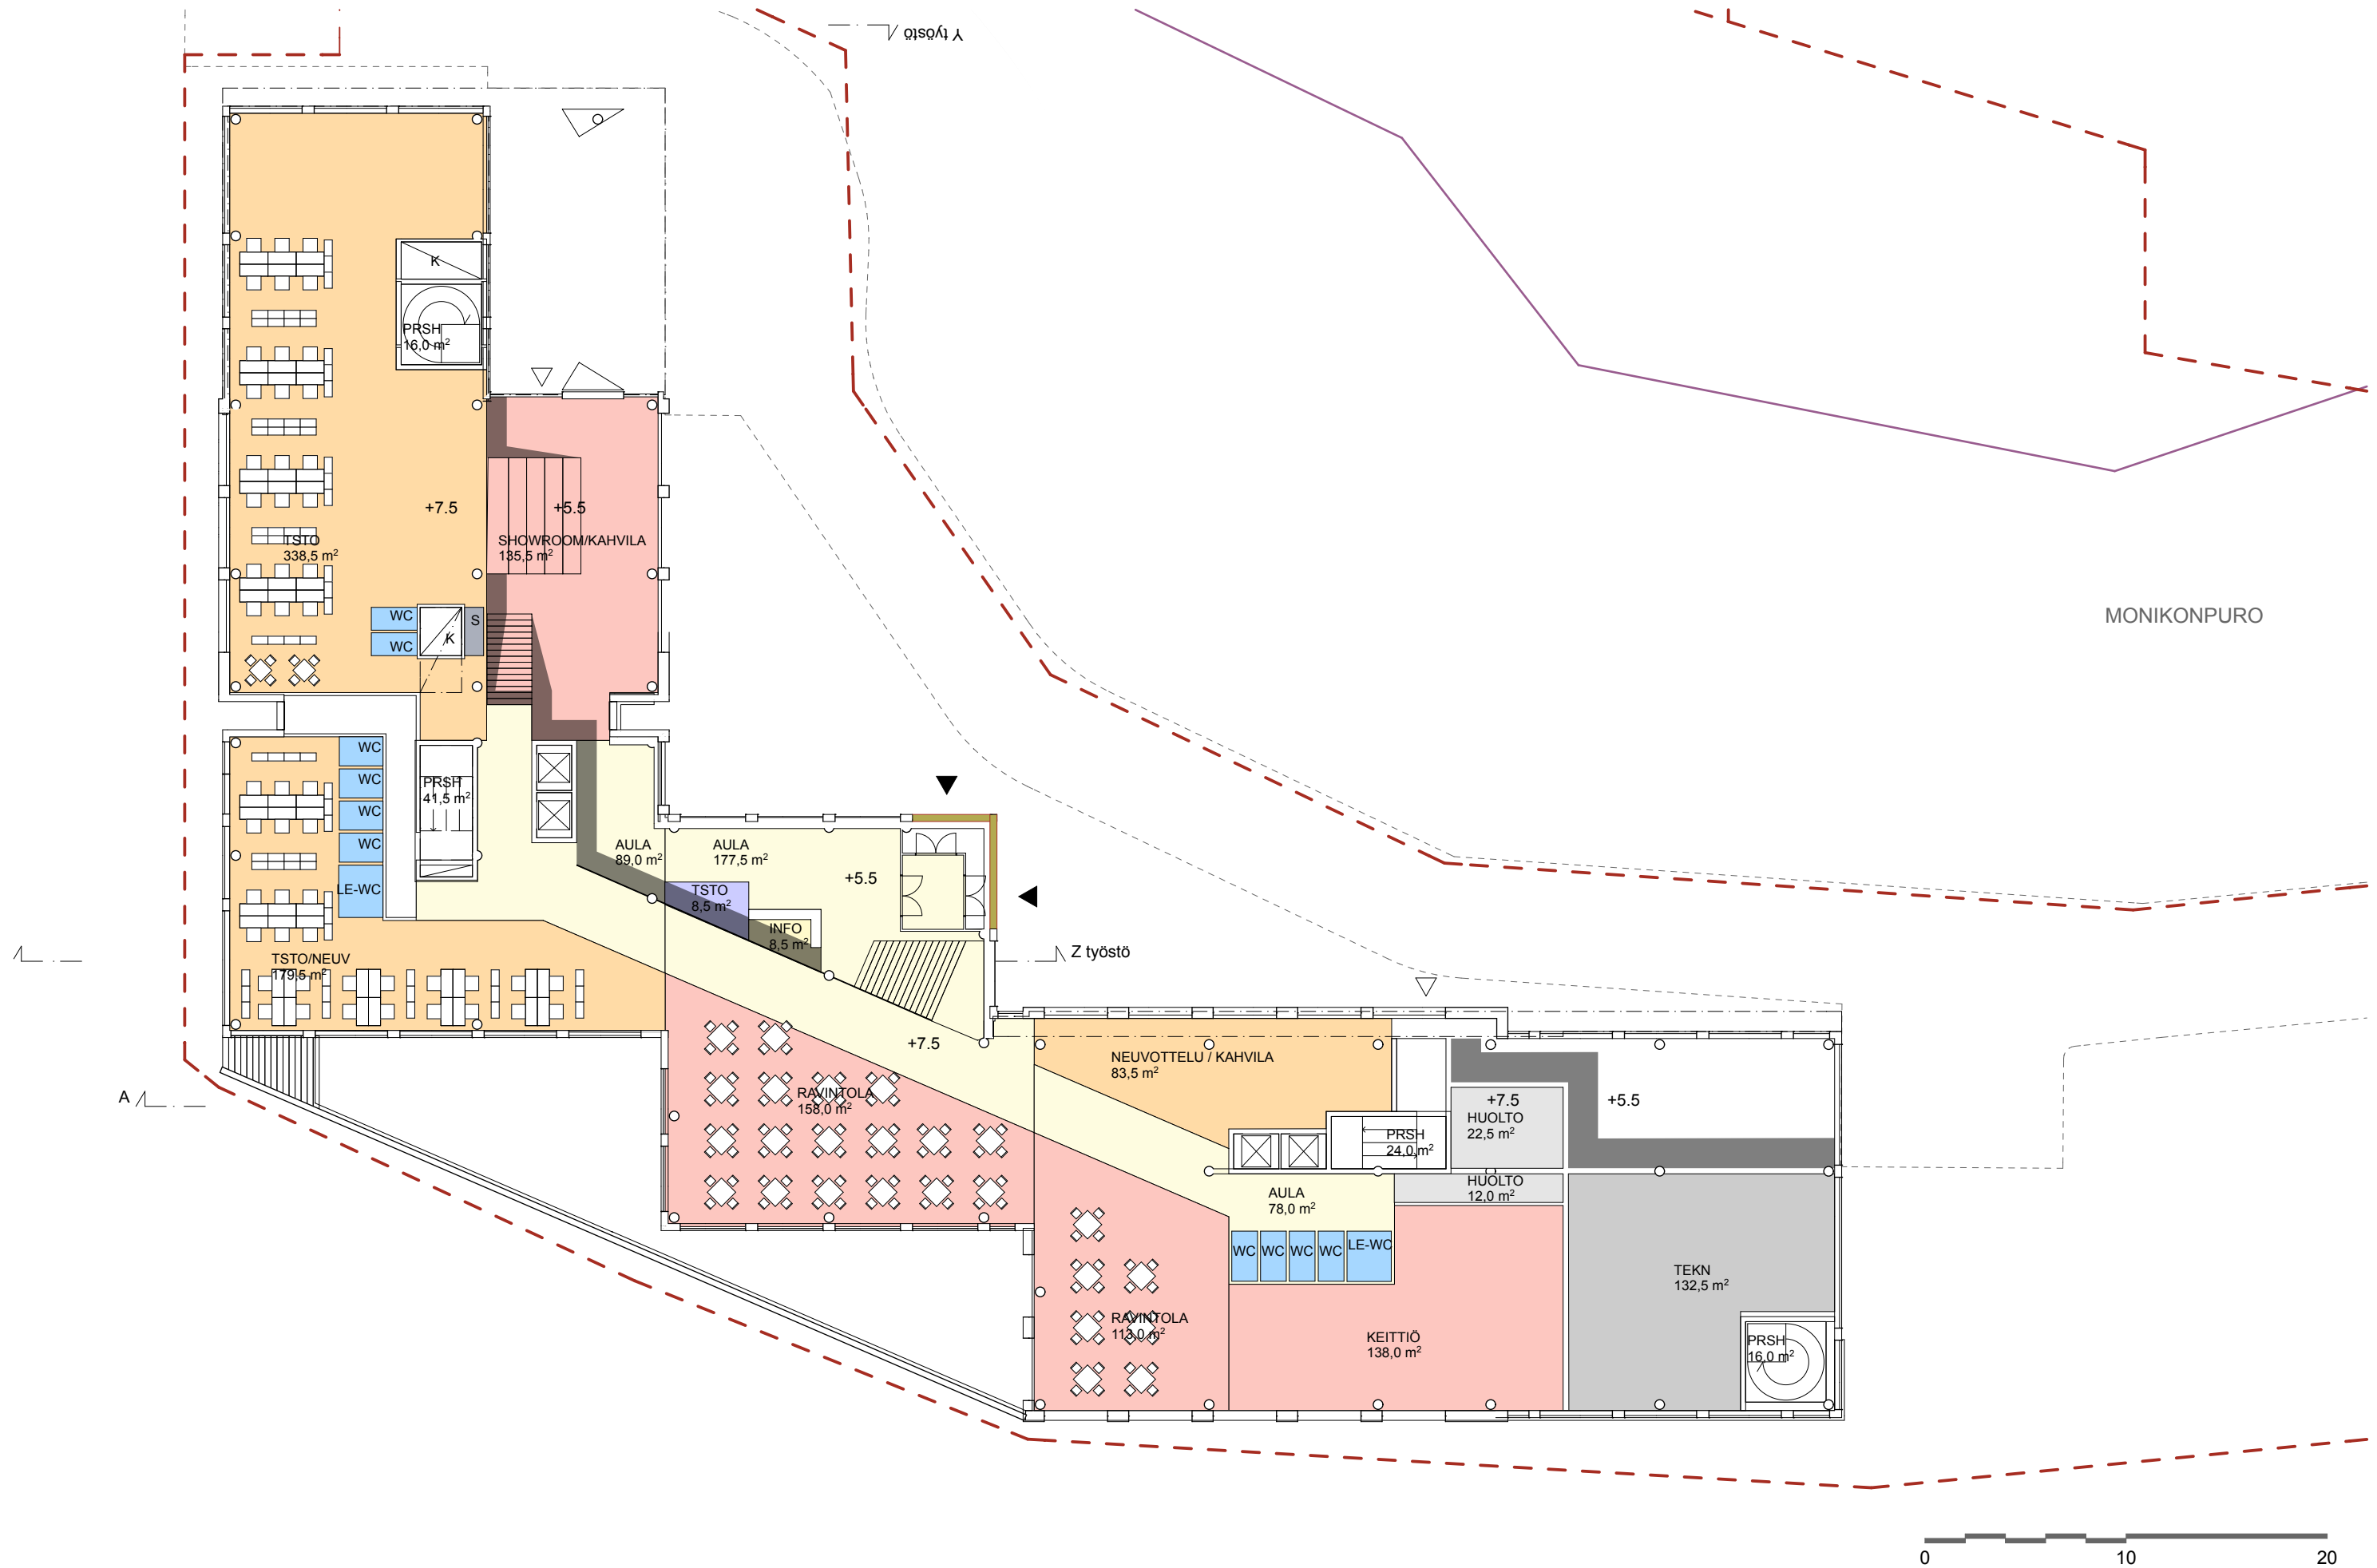 Y työstö
K
PRSH
16,0 m²
+7.5
+5.5
TSTO
338,5 m²
SHOWROOM/KAHVILA
135,5 m²
MONIKONPURO
WC
K
S
WC
WC
WC
WC
WC
LE-WC
PRSH
41,5 m²
AULA
89,0 m²
AULA
177,5 m²
+5.5
TSTO
8,5 m²
INFO
8,5 m²
Z työstö
TSTO/NEUV
179,5 m²
+7.5
NEUVOTTELU / KAHVILA
83,5 m²
A
RAVINTOLA
158,0 m²
+7.5
+5.5
HUOLTO
22,5 m²
PRSH
24,0 m²
HUOLTO
12,0 m²
AULA
78,0 m²
WC
WC
WC
WC
LE-WC
TEKN
132,5 m²
RAVINTOLA
113,0 m²
KEITTIÖ
138,0 m²
PRSH
16,0 m²
0
10
20